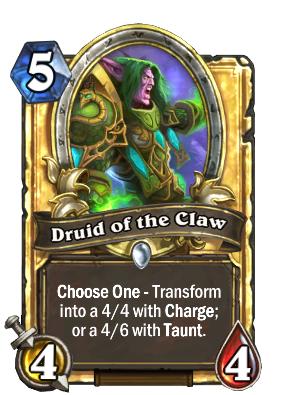 5
Druid of the Claw
Choose One - Transform
into a 4/4 with Charge;
or a 4/6 with Taunt.
4
4